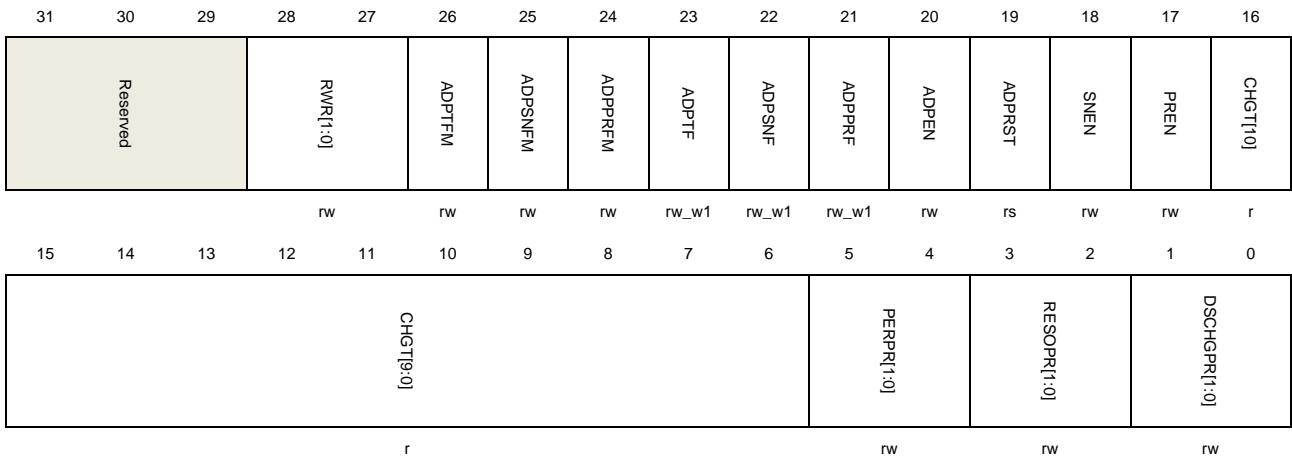 31 30 29 28 27 26 25 24 23 22 21 20 19 18 17 16
Reserved RWR[1:0] ADPTFM ADPSNFM ADPPRFM ADPTF ADPSNF ADPPRF ADPEN ADPRST SNEN PREN CHGT[10]
rw rw rw rw rw_w1 rw_w1 rw_w1 rw rs rw rw r
15 14 13 12 11 10 9 8 7 6 5 4 3 2 1 0
CHGT[9:0] PERPR[1:0] RESOPR[1:0] DSCHGPR[1:0]
r rw rw rw